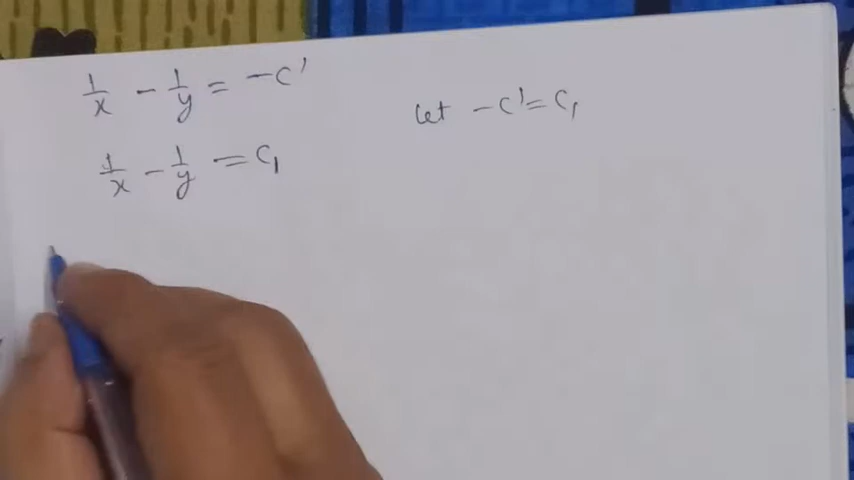 1/x - 1/y = -c'
let -c' = c₁
1/x - 1/y = c₁